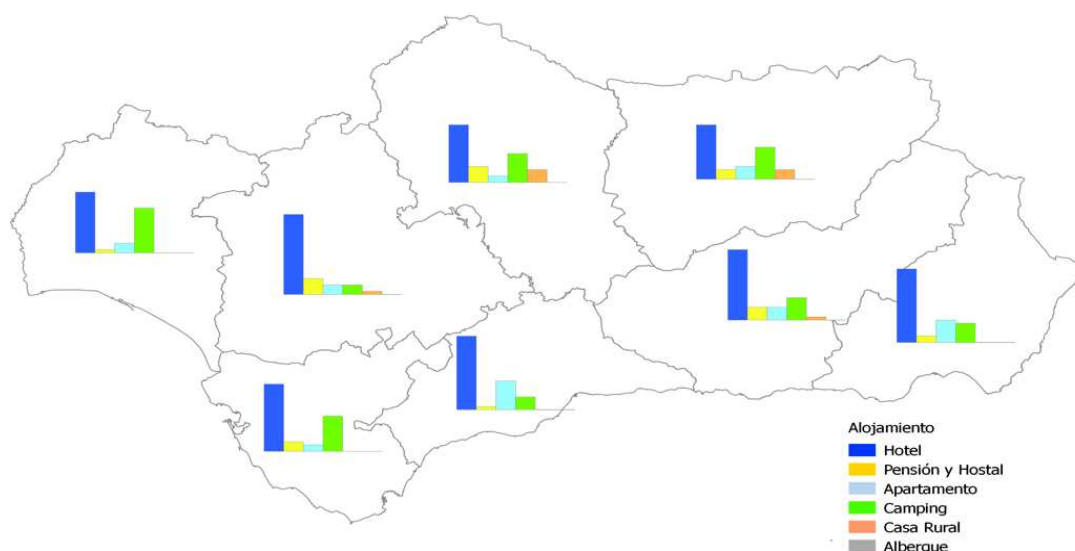 Alojamiento
Hotel
Pensión y Hostal
Apartamento
Camping
Casa Rural
Albergue